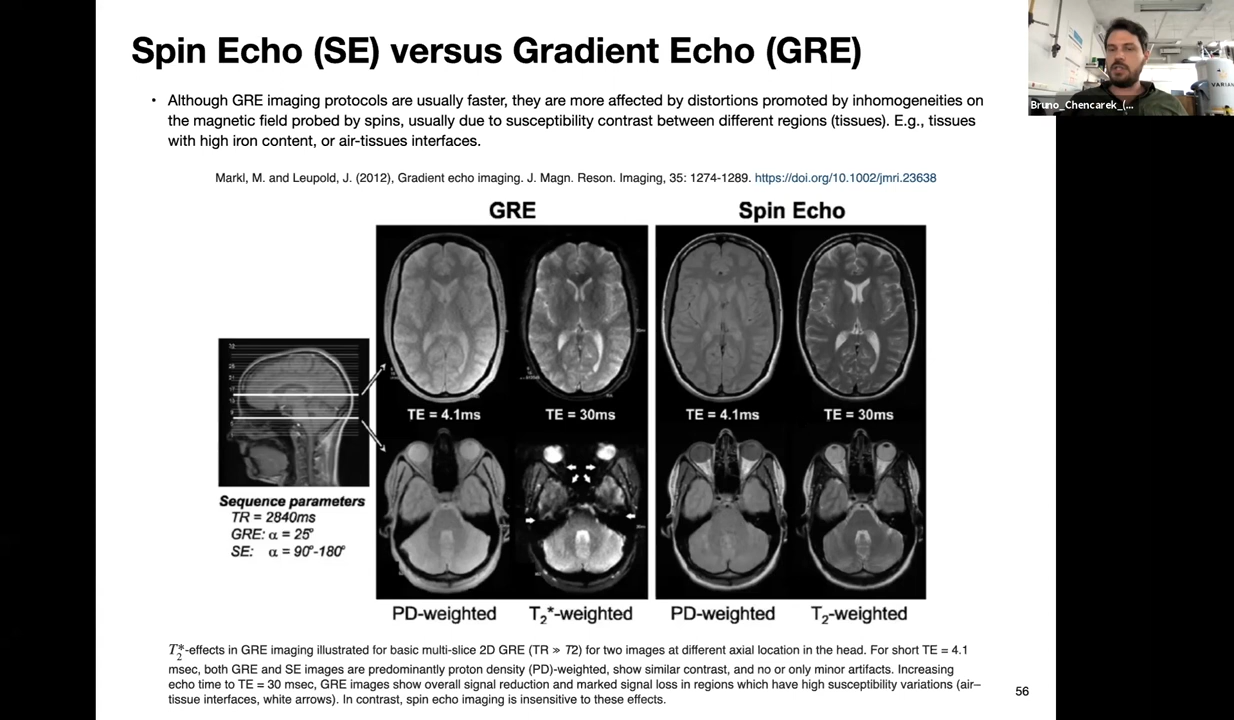 Spin Echo (SE) versus Gradient Echo (GRE)
• Although GRE imaging protocols are usually faster, they are more affected by distortions promoted by inhomogeneities on
the magnetic field probed by spins, usually due to susceptibility contrast between different regions (tissues). E.g., tissues
with high iron content, or air-tissues interfaces.
Bruno_Chencarek_(...
VARIAN
Markl, M. and Leupold, J. (2012), Gradient echo imaging. J. Magn. Reson. Imaging, 35: 1274-1289. https://doi.org/10.1002/jmri.23638
GRE
Spin Echo
TE = 4.1ms
TE = 30ms
TE = 4.1ms
TE = 30ms
Sequence parameters
TR = 2840ms
GRE: α = 25°
SE: α = 90°-180°
PD-weighted
T₂*-weighted
PD-weighted
T₂-weighted
T₂*-effects in GRE imaging illustrated for basic multi-slice 2D GRE (TR » T2) for two images at different axial location in the head. For short TE = 4.1
msec, both GRE and SE images are predominantly proton density (PD)-weighted, show similar contrast, and no or only minor artifacts. Increasing
echo time to TE = 30 msec, GRE images show overall signal reduction and marked signal loss in regions which have high susceptibility variations (air–
tissue interfaces, white arrows). In contrast, spin echo imaging is insensitive to these effects.
56